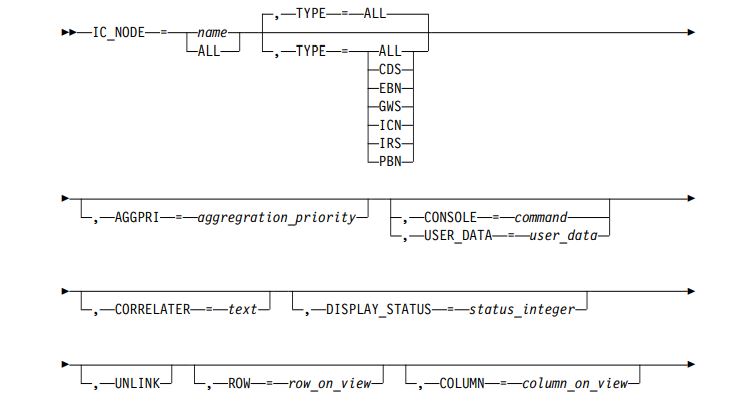 , TYPE = ALL
IC_NODE = name
ALL , TYPE = ALL
CDS
EBN
GWS
ICN
IRS
PBN
, AGGPRI = aggregration_priority , CONSOLE = command
, USER_DATA = user_data
, CORRELATER = text , DISPLAY_STATUS = status_integer
, UNLINK , ROW = row_on_view , COLUMN = column_on_view